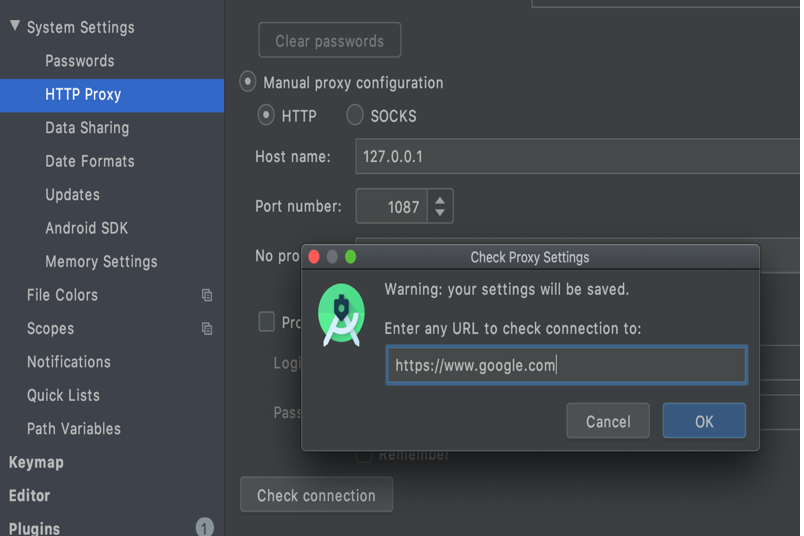 System Settings
Passwords
HTTP Proxy
Data Sharing
Date Formats
Updates
Android SDK
Memory Settings
File Colors
Scopes
Notifications
Quick Lists
Path Variables
Keymap
Editor
Plugins 1
Clear passwords
Manual proxy configuration
HTTP SOCKS
Host name: 127.0.0.1
Port number: 1087
No pro
Pro
Logi
Pass
Remember
Check connection
Check Proxy Settings
Warning: your settings will be saved.
Enter any URL to check connection to:
https://www.google.com
Cancel OK